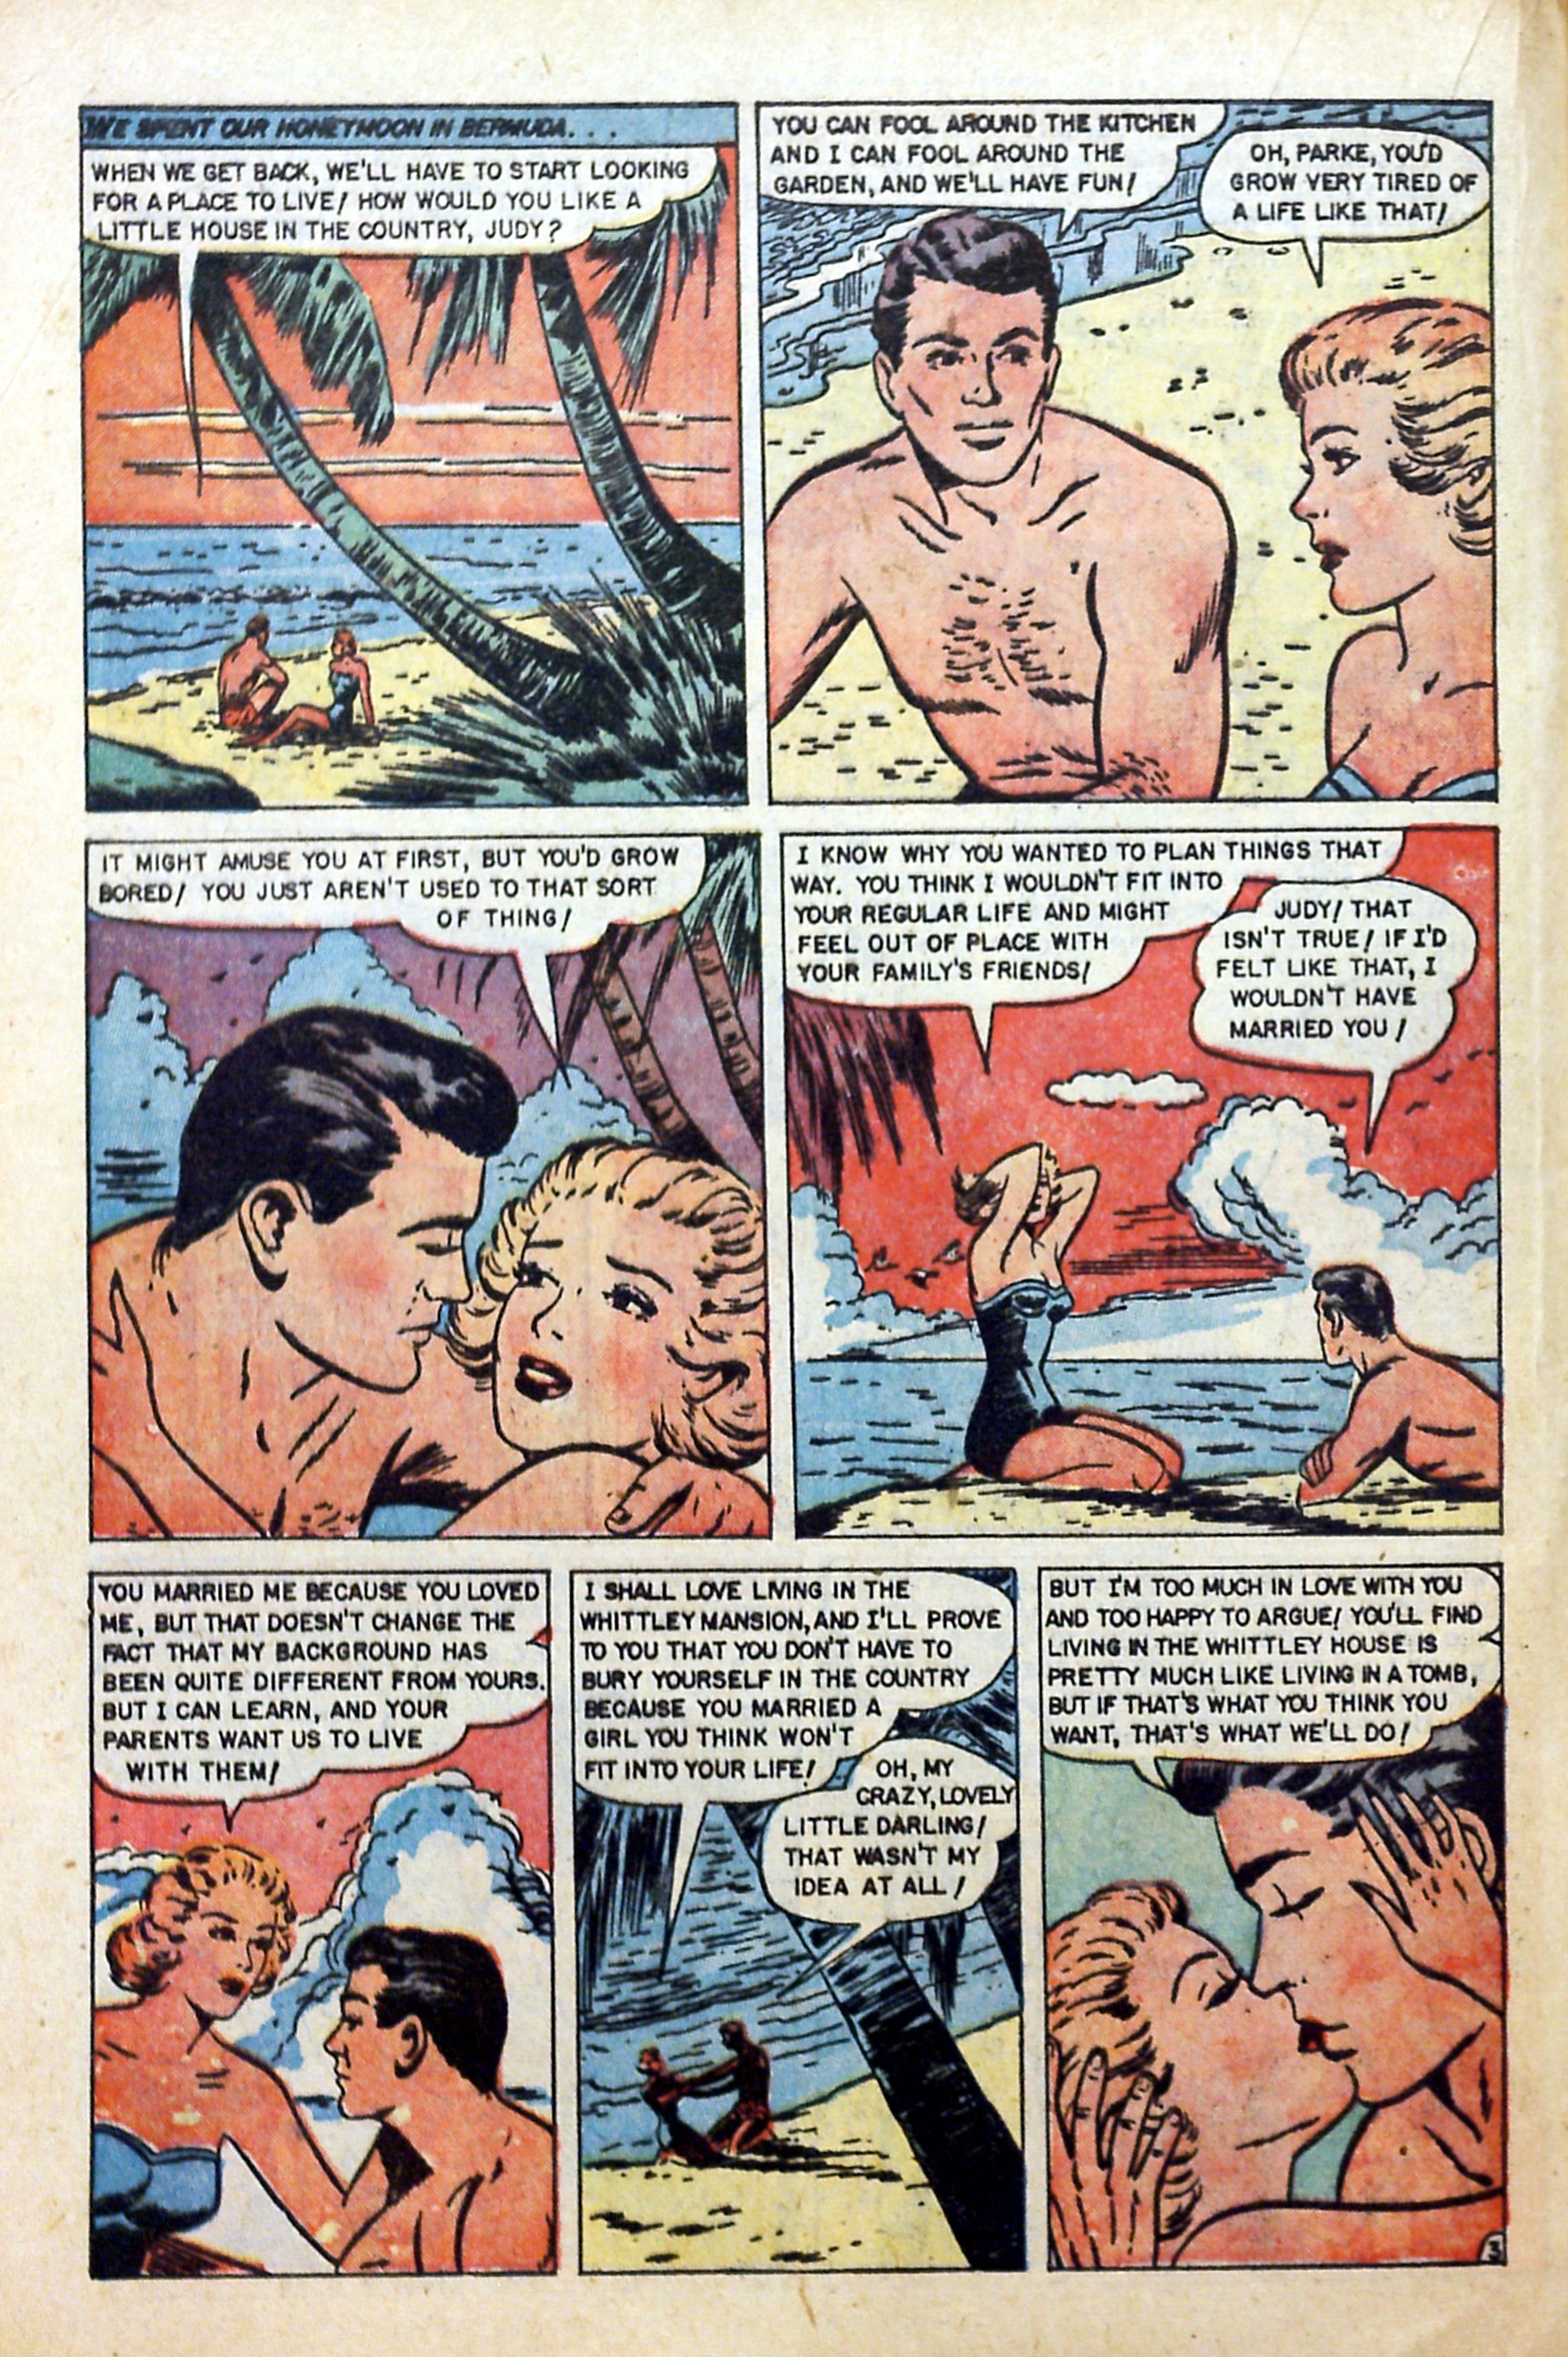 WE SPENT OUR HONEYMOON IN BERMUDA...
WHEN WE GET BACK, WE'LL HAVE TO START LOOKING
FOR A PLACE TO LIVE! HOW WOULD YOU LIKE A
LITTLE HOUSE IN THE COUNTRY, JUDY?
YOU CAN FOOL AROUND THE KITCHEN
AND I CAN FOOL AROUND THE
GARDEN, AND WE'LL HAVE FUN!
OH, PARKE, YOU'D
GROW VERY TIRED OF
A LIFE LIKE THAT!
IT MIGHT AMUSE YOU AT FIRST, BUT YOU'D GROW
BORED! YOU JUST AREN'T USED TO THAT SORT
OF THING!
I KNOW WHY YOU WANTED TO PLAN THINGS THAT
WAY. YOU THINK I WOULDN'T FIT INTO
YOUR REGULAR LIFE AND MIGHT
FEEL OUT OF PLACE WITH
YOUR FAMILY'S FRIENDS!
JUDY! THAT
ISN'T TRUE! IF I'D
FELT LIKE THAT, I
WOULDN'T HAVE
MARRIED YOU!
YOU MARRIED ME BECAUSE YOU LOVED
ME, BUT THAT DOESN'T CHANGE THE
FACT THAT MY BACKGROUND HAS
BEEN QUITE DIFFERENT FROM YOURS.
BUT I CAN LEARN, AND YOUR
PARENTS WANT US TO LIVE
WITH THEM!
I SHALL LOVE LIVING IN THE
WHITTLEY MANSION, AND I'LL PROVE
TO YOU THAT YOU DON'T HAVE TO
BURY YOURSELF IN THE COUNTRY
BECAUSE YOU MARRIED A
GIRL YOU THINK WON'T
FIT INTO YOUR LIFE!
OH, MY
CRAZY, LOVELY
LITTLE DARLING!
THAT WASN'T MY
IDEA AT ALL!
BUT I'M TOO MUCH IN LOVE WITH YOU
AND TOO HAPPY TO ARGUE! YOU'LL FIND
LIVING IN THE WHITTLEY HOUSE IS
PRETTY MUCH LIKE LIVING IN A TOMB,
BUT IF THAT'S WHAT YOU THINK YOU
WANT, THAT'S WHAT WE'LL DO!
3